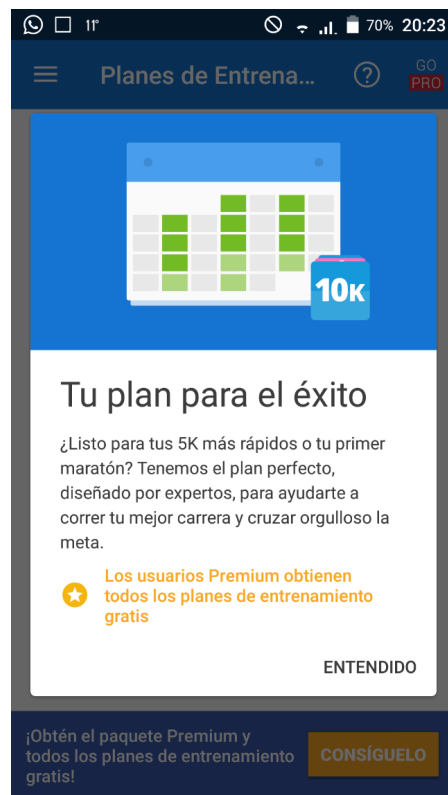 11° 70% 20:23
Planes de Entrena... ? GO
PRO
10K
Tu plan para el éxito
¿Listo para tus 5K más rápidos o tu primer
maratón? Tenemos el plan perfecto,
diseñado por expertos, para ayudarte a
correr tu mejor carrera y cruzar orgulloso la
meta.
Los usuarios Premium obtienen
todos los planes de entrenamiento
gratis
ENTENDIDO
¡Obtén el paquete Premium y
todos los planes de entrenamiento
gratis!
CONSÍGUELO